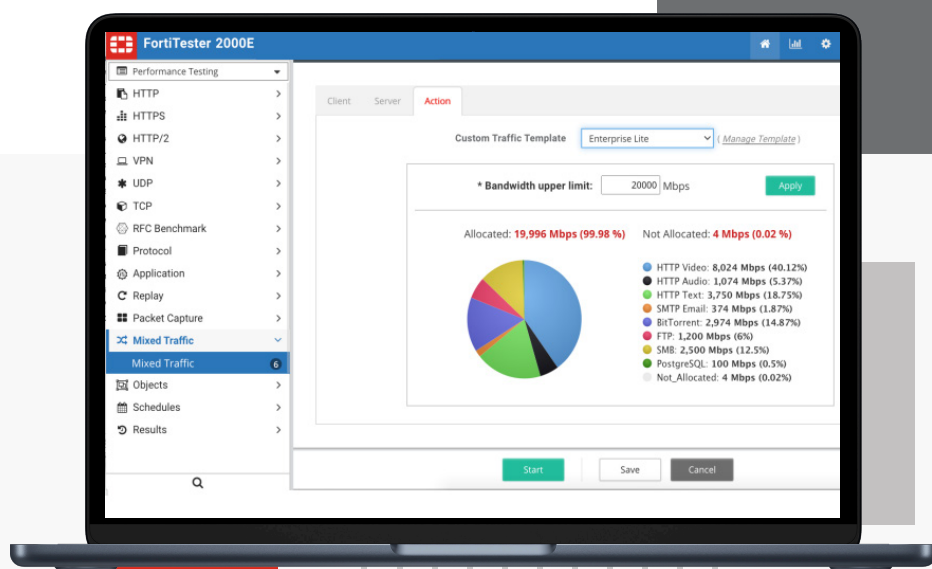 FortiTester 2000E
Performance Testing
HTTP
HTTPS
HTTP/2
VPN
UDP
TCP
RFC Benchmark
Protocol
Application
Replay
Packet Capture
Mixed Traffic
Mixed Traffic 6
Objects
Schedules
Results
Client Server Action
Custom Traffic Template Enterprise Lite ( Manage Template )
* Bandwidth upper limit: 20000 Mbps Apply
Allocated: 19,996 Mbps (99.98 %) Not Allocated: 4 Mbps (0.02 %)
HTTP Video: 8,024 Mbps (40.12%)
HTTP Audio: 1,074 Mbps (5.37%)
HTTP Text: 3,750 Mbps (18.75%)
SMTP Email: 374 Mbps (1.87%)
BitTorrent: 2,974 Mbps (14.87%)
FTP: 1,200 Mbps (6%)
SMB: 2,500 Mbps (12.5%)
PostgreSQL: 100 Mbps (0.5%)
Not_Allocated: 4 Mbps (0.02%)
Start Save Cancel